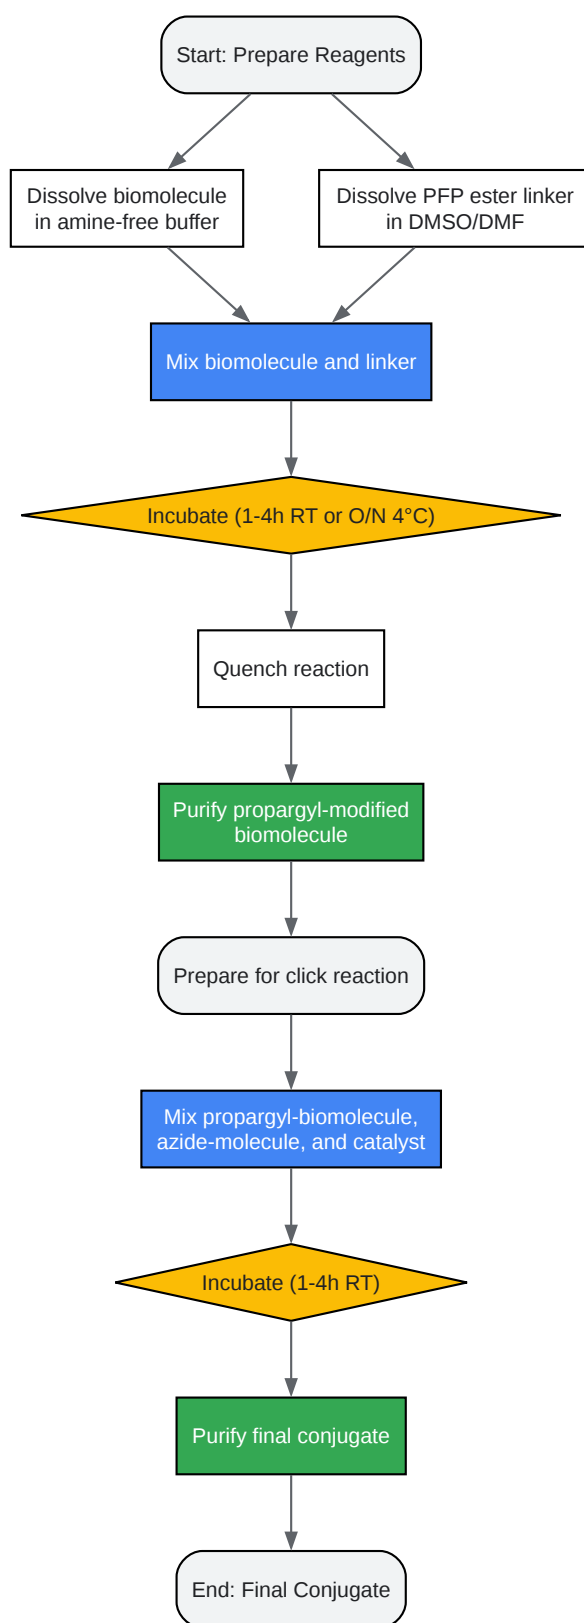 Start: Prepare Reagents
Dissolve biomolecule
in amine-free buffer
Dissolve PFP ester linker
in DMSO/DMF
Mix biomolecule and linker
Incubate (1-4h RT or O/N 4°C)
Quench reaction
Purify propargyl-modified
biomolecule
Prepare for click reaction
Mix propargyl-biomolecule,
azide-molecule, and catalyst
Incubate (1-4h RT)
Purify final conjugate
End: Final Conjugate